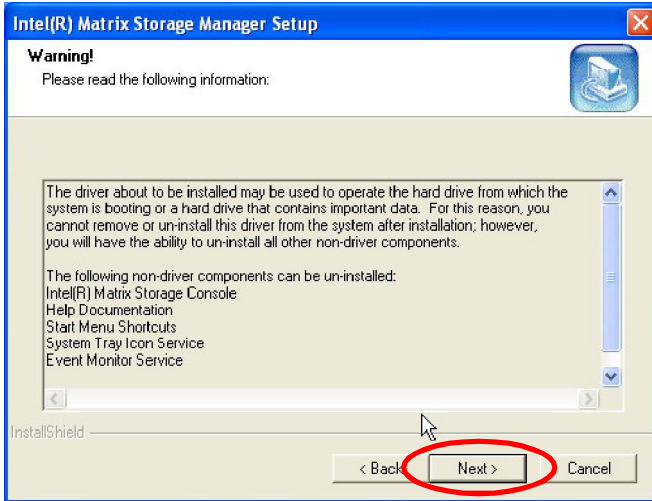 Intel(R) Matrix Storage Manager Setup
Warning!
Please read the following information:
The driver about to be installed may be used to operate the hard drive from which the
system is booting or a hard drive that contains important data. For this reason, you
cannot remove or un-install this driver from the system after installation; however,
you will have the ability to un-install all other non-driver components.
The following non-driver components can be un-installed:
Intel(R) Matrix Storage Console
Help Documentation
Start Menu Shortcuts
System Tray Icon Service
Event Monitor Service
InstallShield
< Back Next > Cancel